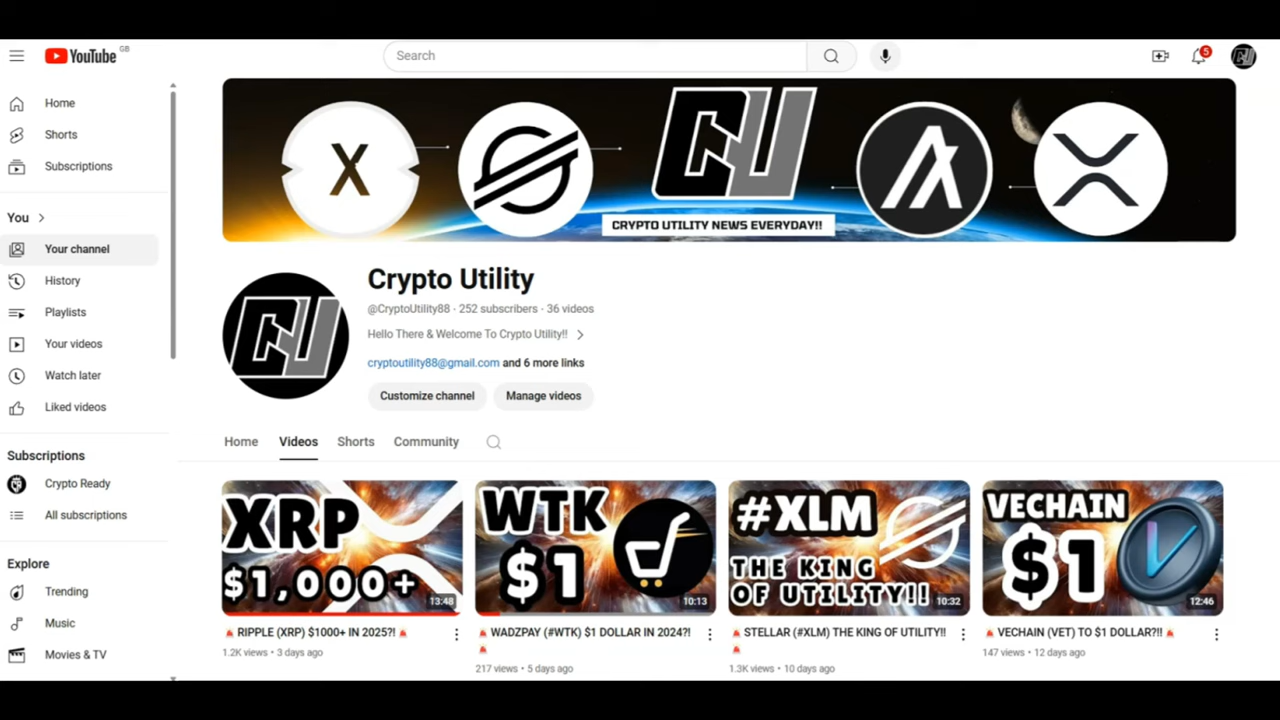 YouTube GB
Search
5
Home
Shorts
Subscriptions
You
Your channel
History
Playlists
Your videos
Watch later
Liked videos
Subscriptions
Crypto Ready
All subscriptions
Explore
Trending
Music
Movies & TV
X
CU
CRYPTO UTILITY NEWS EVERYDAY!!
CU
Crypto Utility
@CryptoUtility88 · 252 subscribers · 36 videos
Hello There & Welcome To Crypto Utility!!
cryptoutility88@gmail.com and 6 more links
Customize channel Manage videos
Home Videos Shorts Community
XRP
$1,000+
13:48
🚨 RIPPLE (XRP) $1000+ IN 2025?! 🚨
1.2K views • 3 days ago
WTK
$1
10:13
🚨 WADZPAY (#WTK) $1 DOLLAR IN 2024?!
🚨
217 views • 5 days ago
#XLM
THE KING
OF UTILITY!!
10:32
🚨 STELLAR (#XLM) THE KING OF UTILITY!!
🚨
1.3K views • 10 days ago
VECHAIN
$1
12:46
🚨 VECHAIN (VET) TO $1 DOLLAR?!! 🚨
147 views • 12 days ago